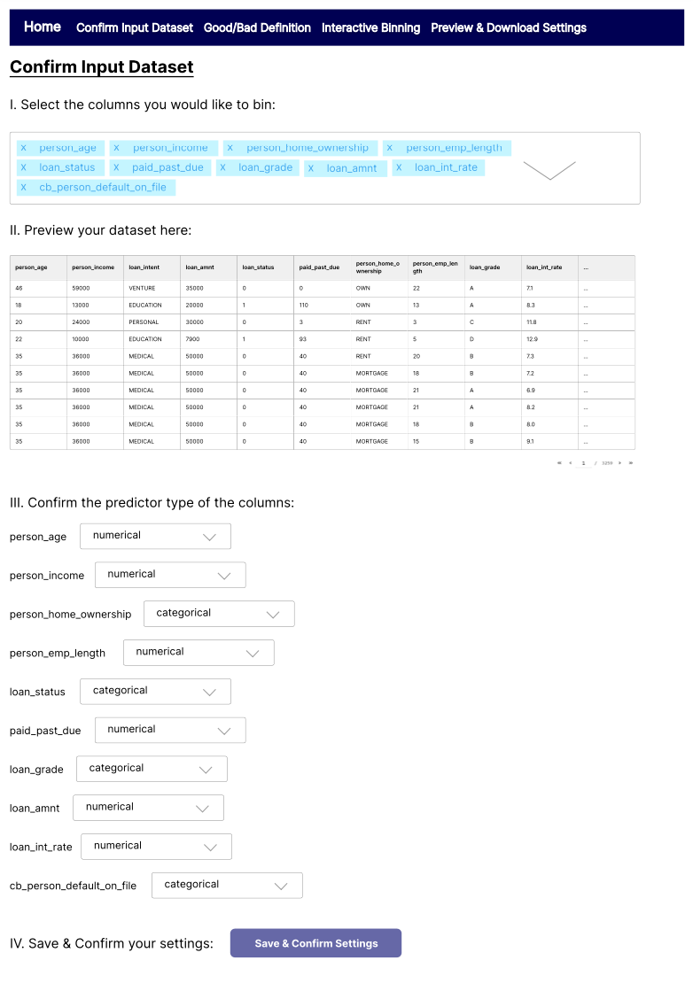 Home Confirm Input Dataset Good/Bad Definition Interactive Binning Preview & Download Settings
Confirm Input Dataset
I. Select the columns you would like to bin:
X person_age X person_income X person_home_ownership X person_emp_length
X loan_status X paid_past_due X loan_grade X loan_amnt X loan_int_rate
X cb_person_default_on_file
II. Preview your dataset here:
person_age person_income loan_intent loan_amnt loan_status paid_past_due person_home_o person_emp_len loan_grade loan_int_rate ...
wnership gth
46 59000 VENTURE 35000 0 0 OWN 22 A 7.1 ...
18 13000 EDUCATION 20000 1 110 OWN 13 A 8.3 ...
20 24000 PERSONAL 30000 0 3 RENT 3 C 11.8 ...
22 10000 EDUCATION 7900 1 93 RENT 5 D 12.9 ...
35 36000 MEDICAL 50000 0 40 RENT 20 B 7.3 ...
35 36000 MEDICAL 50000 0 40 MORTGAGE 18 B 7.2 ...
35 36000 MEDICAL 50000 0 40 MORTGAGE 21 A 6.9 ...
35 36000 MEDICAL 50000 0 40 MORTGAGE 21 A 8.2 ...
35 36000 MEDICAL 50000 0 40 MORTGAGE 18 B 8.0 ...
35 36000 MEDICAL 50000 0 40 MORTGAGE 15 B 9.1 ...
1 /
III. Confirm the predictor type of the columns:
person_age numerical
person_income numerical
person_home_ownership categorical
person_emp_length numerical
loan_status categorical
paid_past_due numerical
loan_grade categorical
loan_amnt numerical
loan_int_rate numerical
cb_person_default_on_file categorical
IV. Save & Confirm your settings: Save & Confirm Settings